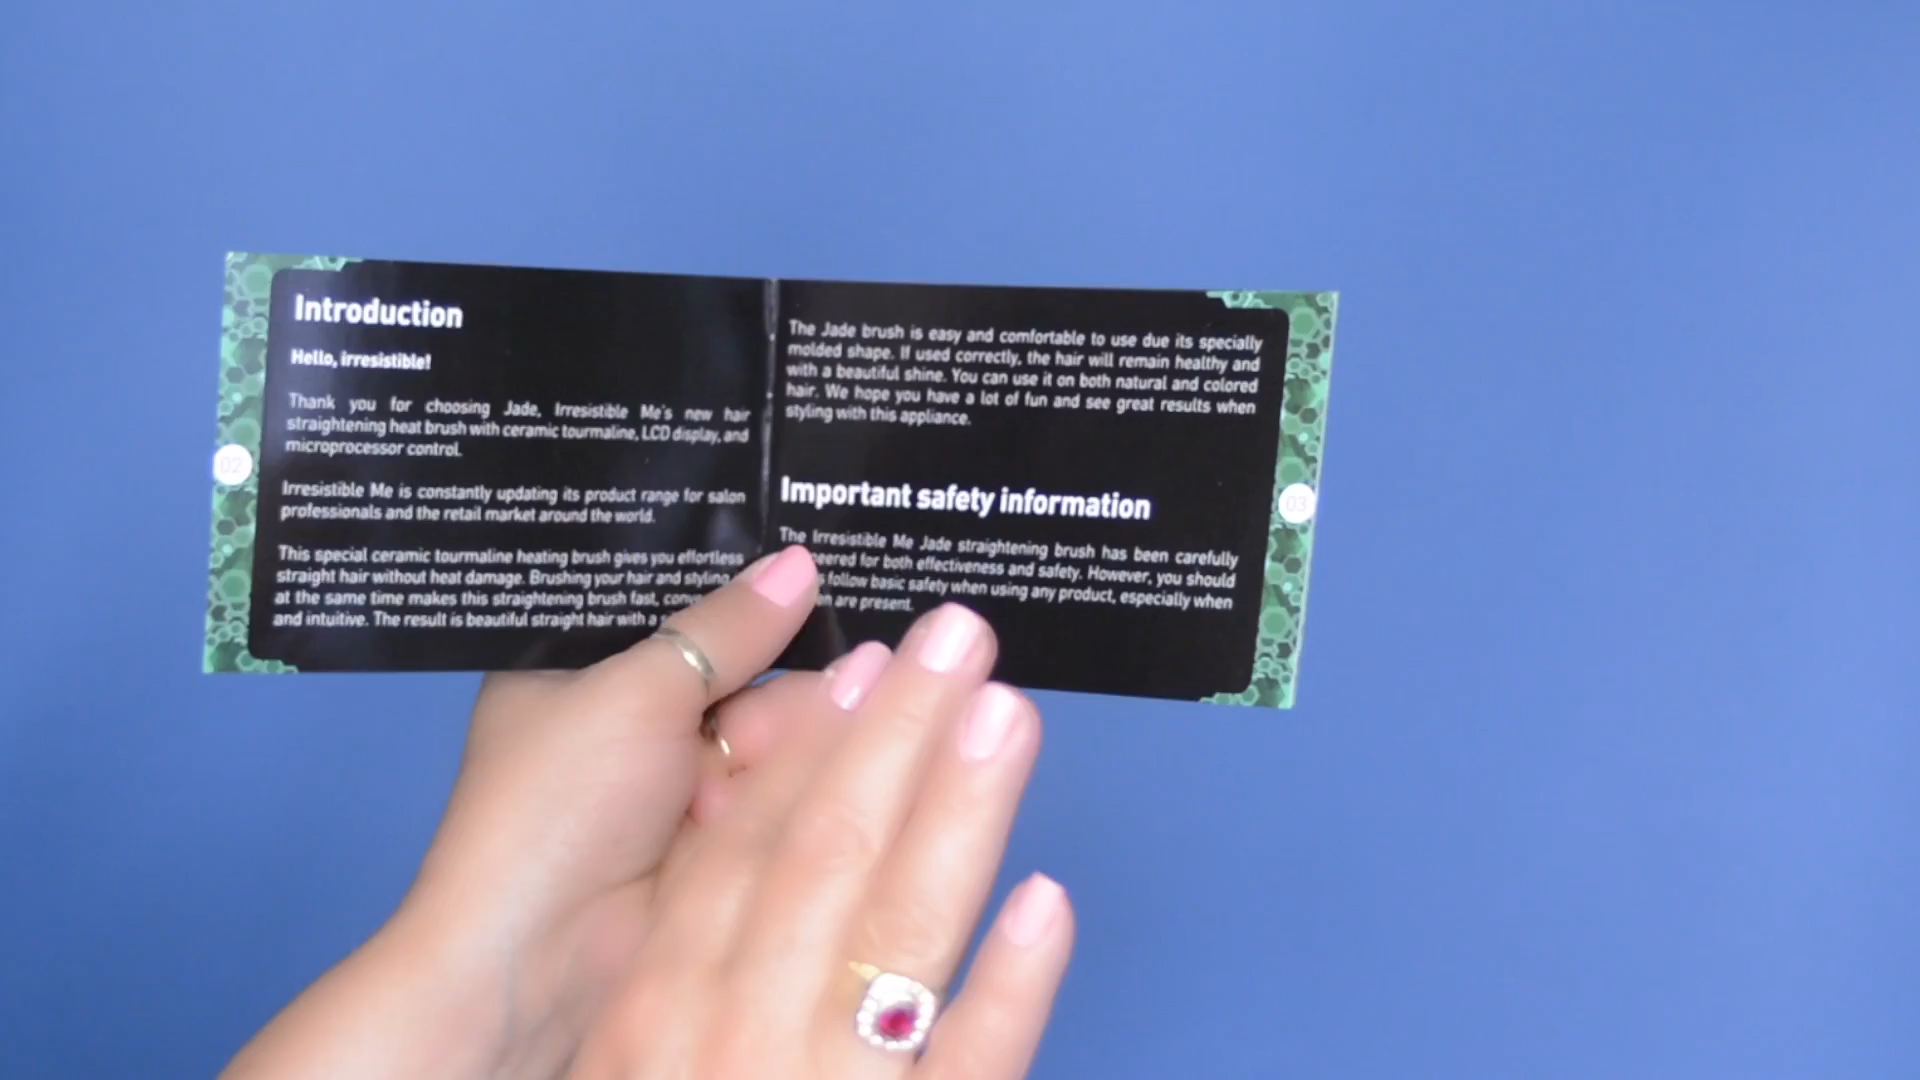 Introduction
Hello, irresistible!
Thank you for choosing Jade, Irresistible Me's new hair
straightening heat brush with ceramic tourmaline, LCD display, and
microprocessor control.
Irresistible Me is constantly updating its product range for salon
professionals and the retail market around the world.
This special ceramic tourmaline heating brush gives you effortless
straight hair without heat damage. Brushing your hair and styling
at the same time makes this straightening brush fast,
and intuitive. The result is beautiful straight hair with a
02
The Jade brush is easy and comfortable to use due its specially
molded shape. If used correctly, the hair will remain healthy and
with a beautiful shine. You can use it on both natural and colored
hair. We hope you have a lot of fun and see great results when
styling with this appliance.
Important safety information
The Irresistible Me Jade straightening brush has been carefully
for both effectiveness and safety. However, you should
follow basic safety when using any product, especially when
are present.
03